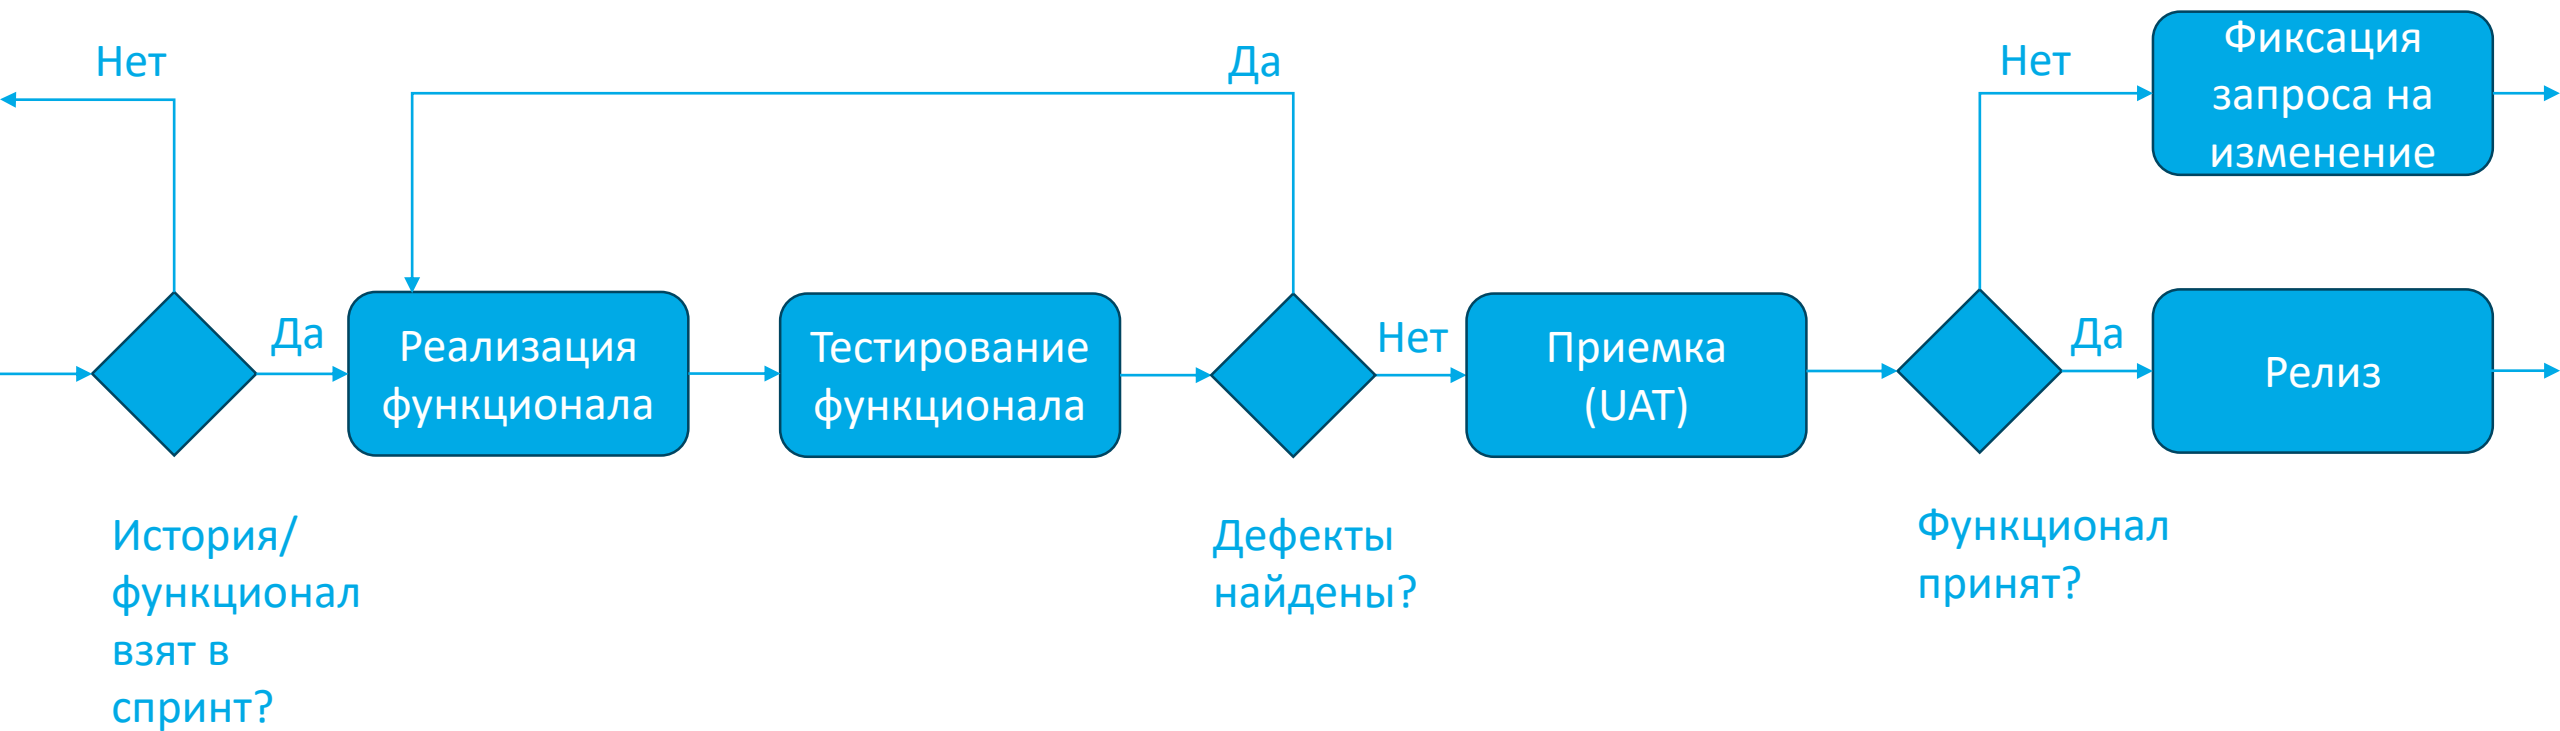 Нет
Да
Нет
Фиксация
запроса на
изменение
Да
Реализация
функционала
Тестирование
функционала
Нет
Приемка
(UAT)
Да
Релиз
История/
функционал
взят в
спринт?
Дефекты
найдены?
Функционал
принят?